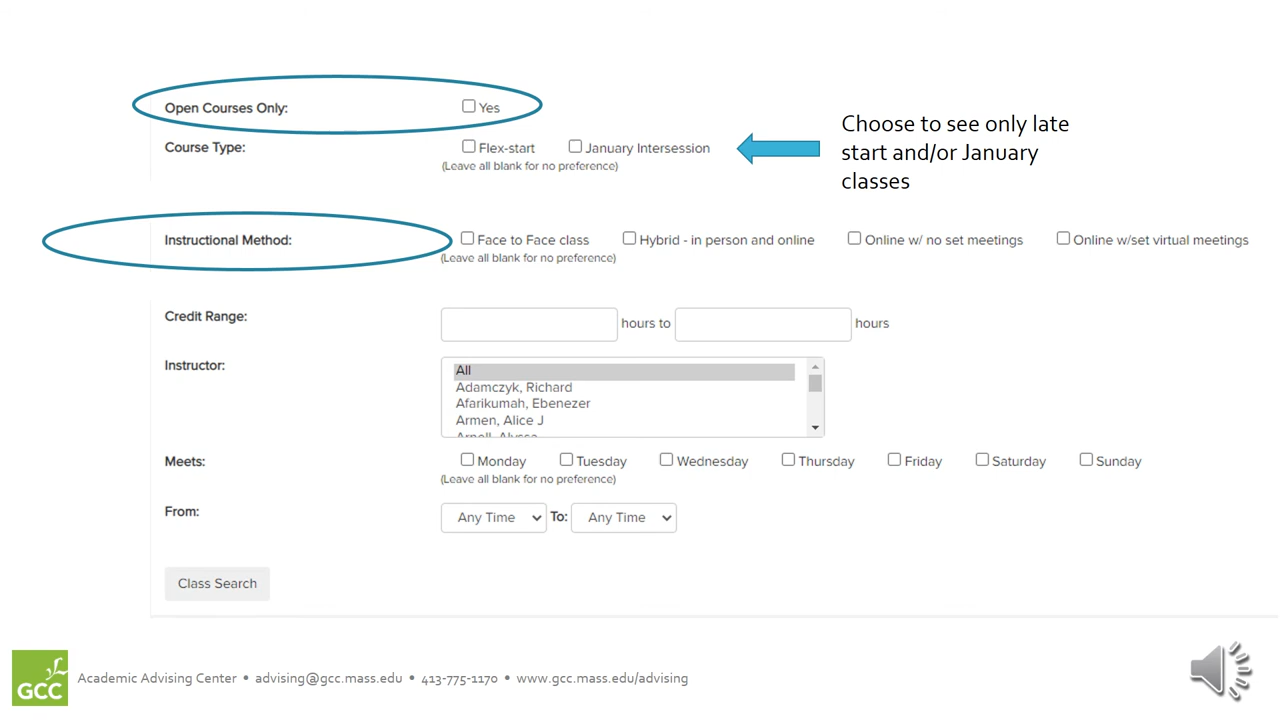 Open Courses Only: Yes
Course Type: Flex-start January Intersession
(Leave all blank for no preference)
Choose to see only late
start and/or January
classes
Instructional Method: Face to Face class Hybrid - in person and online Online w/ no set meetings Online w/set virtual meetings
(Leave all blank for no preference)
Credit Range: hours to hours
Instructor: All
Adamczyk, Richard
Afarikumah, Ebenezer
Armen, Alice J
Arnell, Alyssa
Meets: Monday Tuesday Wednesday Thursday Friday Saturday Sunday
(Leave all blank for no preference)
From: Any Time To: Any Time
Class Search
GCC Academic Advising Center • advising@gcc.mass.edu • 413-775-1170 • www.gcc.mass.edu/advising